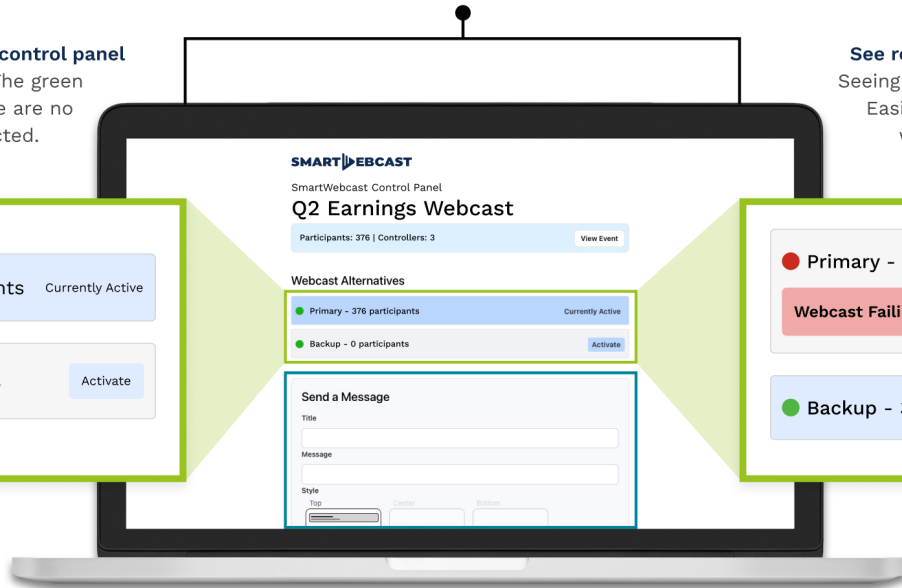 control panel
he green
e are no
cted.
See r
Seeing
Easi
SMARTWEBCAST
SmartWebcast Control Panel
Q2 Earnings Webcast
Participants: 376 | Controllers: 3 View Event
Webcast Alternatives
Primary - 376 participants Currently Active
Backup - 0 participants Activate
Send a Message
Title
Message
Style
Top Center Bottom
nts Currently Active
Activate
Primary -
Webcast Faili
Backup -